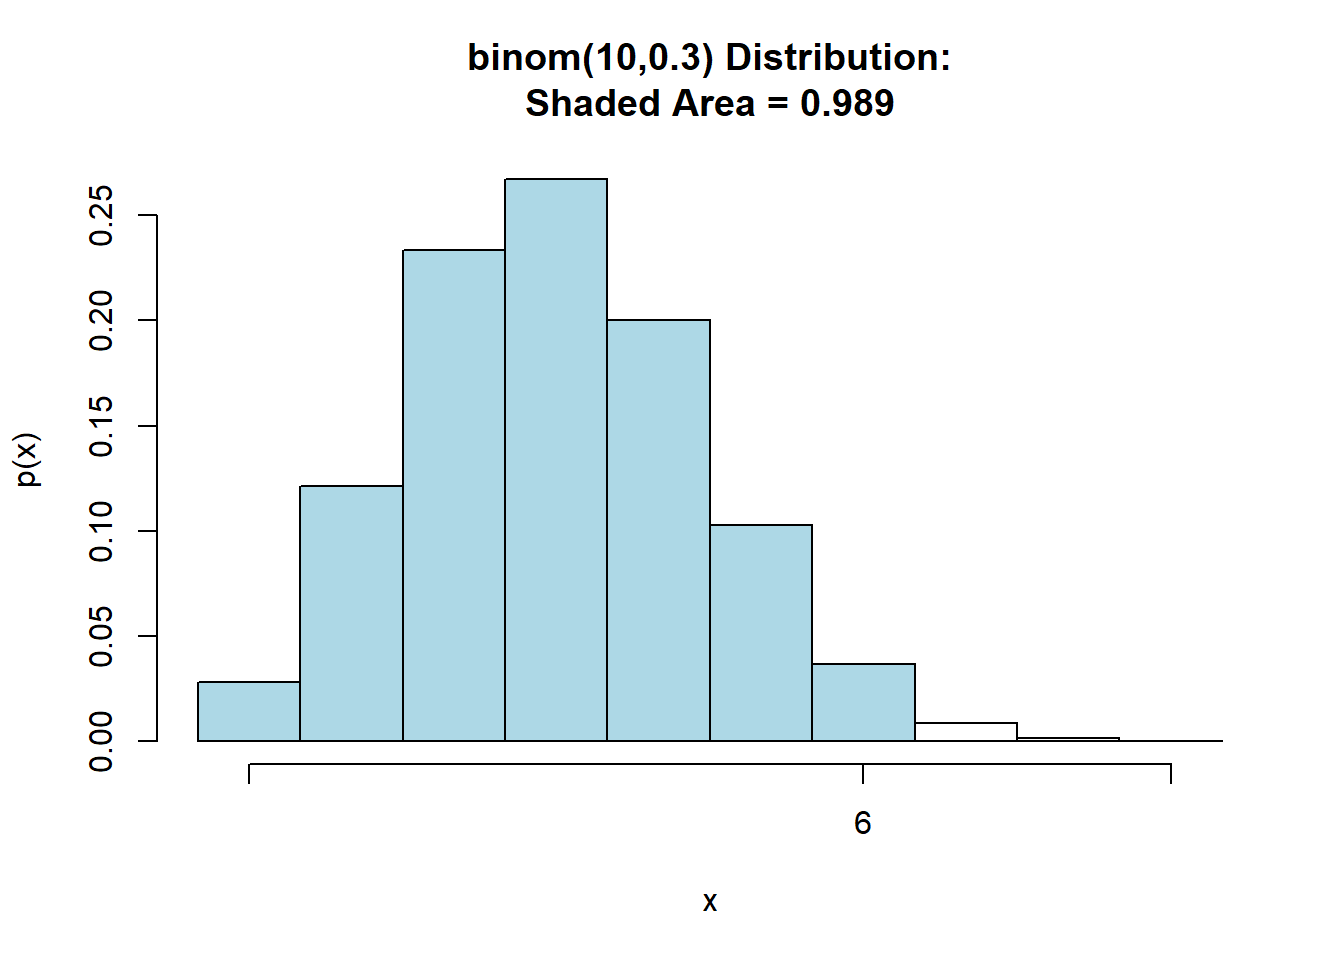 binom(10,0.3) Distribution:
Shaded Area = 0.989
0.25
0.20
0.15
0.10
0.05
0.00
p(x)
6
x